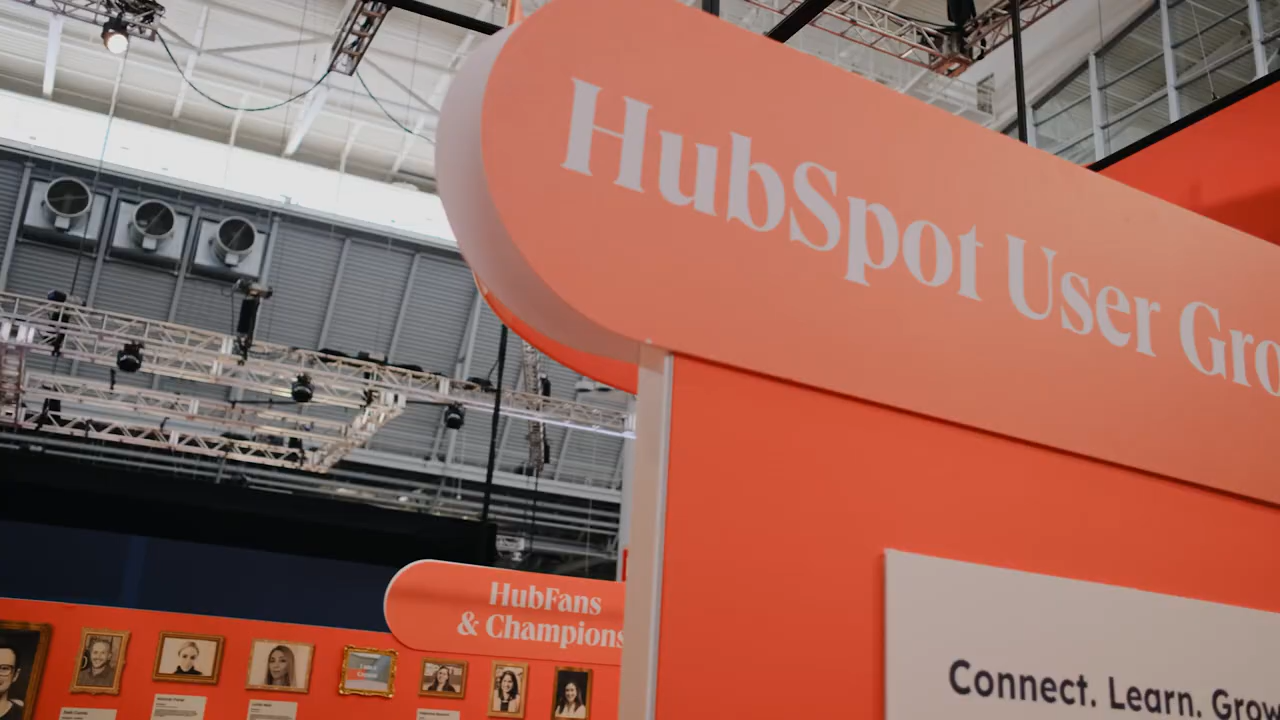 HubSpot User Gro
HubFans
& Champions
Connect. Learn. Grow